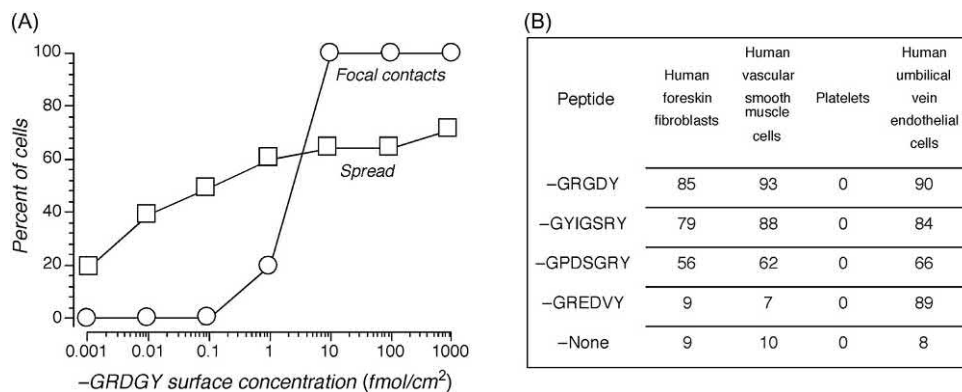 (A)
100
80
60
40
20
0
Percent of cells
Focal contacts
Spread
0.001 0.01 0.1 1 10 100 1000
–GRDGY surface concentration (fmol/cm²)
(B)
Peptide
Human
foreskin
fibroblasts
Human
vascular
smooth
muscle
cells
Platelets
Human
umbilical
vein
endothelial
cells
–GRGDY 85 93 0 90
–GYIGSRY 79 88 0 84
–GPDSGRY 56 62 0 66
–GREDVY 9 7 0 89
–None 9 10 0 8